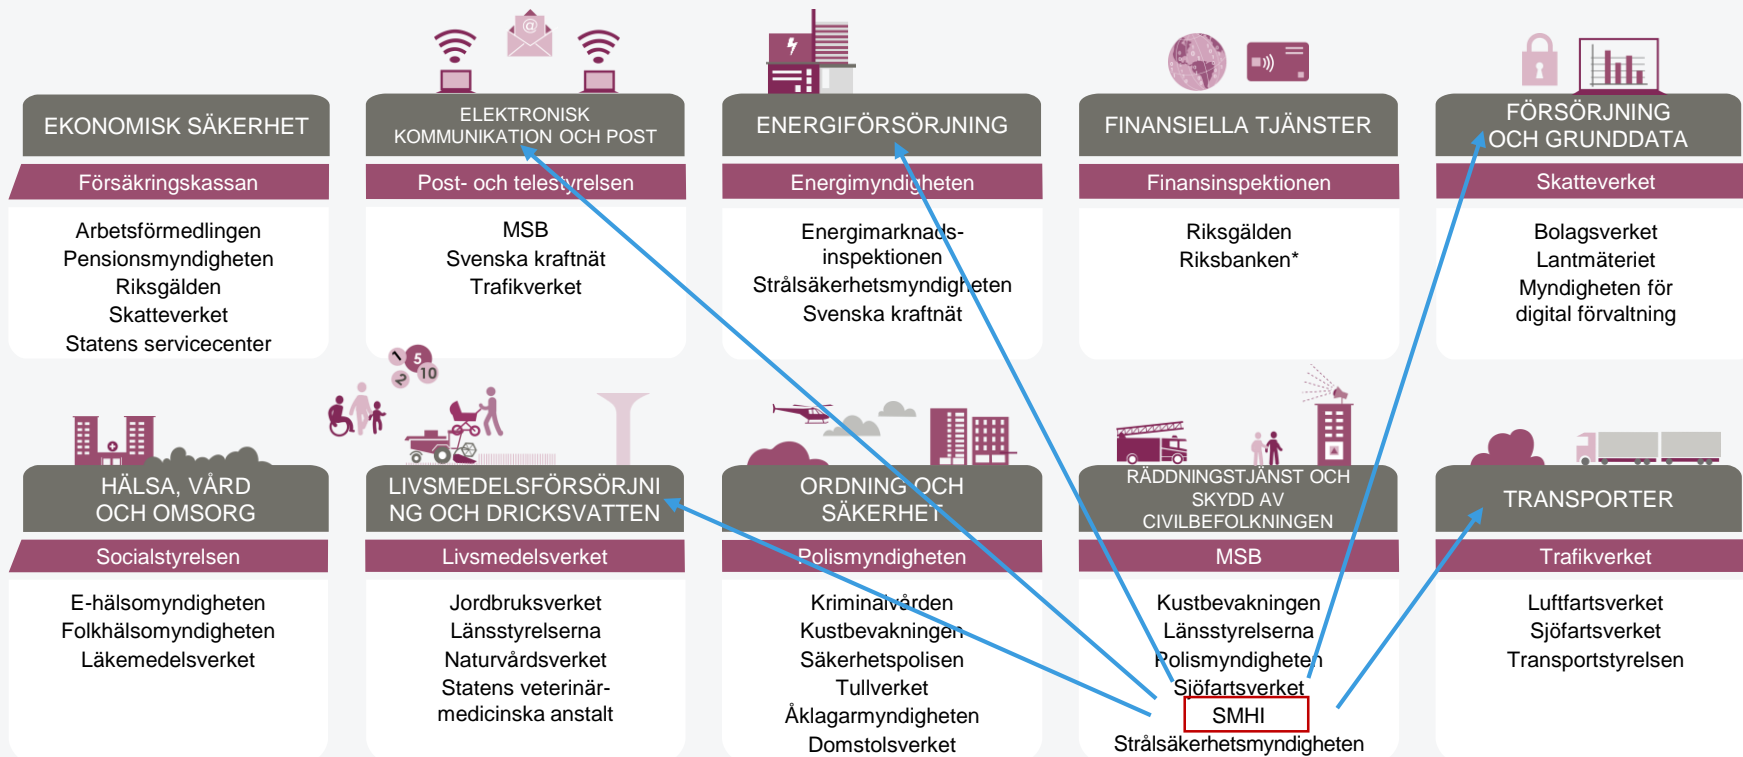 @
EKONOMISK SÄKERHET
Försäkringskassan
Arbetsförmedlingen
Pensionsmyndigheten
Riksgälden
Skatteverket
Statens servicecenter
ELEKTRONISK
KOMMUNIKATION OCH POST
Post- och telestyrelsen
MSB
Svenska kraftnät
Trafikverket
ENERGIFÖRSÖRJNING
Energimyndigheten
Energimarknads-
inspektionen
Strålsäkerhetsmyndigheten
Svenska kraftnät
FINANSIELLA TJÄNSTER
Finansinspektionen
Riksgälden
Riksbanken*
FÖRSÖRJNING
OCH GRUNDDATA
Skatteverket
Bolagsverket
Lantmäteriet
Myndigheten för
digital förvaltning
1 5
2 10
HÄLSA, VÅRD
OCH OMSORG
Socialstyrelsen
E-hälsomyndigheten
Folkhälsomyndigheten
Läkemedelsverket
LIVSMEDELSFÖRSÖRJNI
NG OCH DRICKSVATTEN
Livsmedelsverket
Jordbruksverket
Länsstyrelserna
Naturvårdsverket
Statens veterinär-
medicinska anstalt
ORDNING OCH
SÄKERHET
Polismyndigheten
Kriminalvården
Kustbevakningen
Säkerhetspolisen
Tullverket
Åklagarmyndigheten
Domstolsverket
RÄDDNINGSTJÄNST OCH
SKYDD AV
CIVILBEFOLKNINGEN
MSB
Kustbevakningen
Länsstyrelserna
Polismyndigheten
Sjöfartsverket
SMHI
Strålsäkerhetsmyndigheten
TRANSPORTER
Trafikverket
Luftfartsverket
Sjöfartsverket
Transportstyrelsen